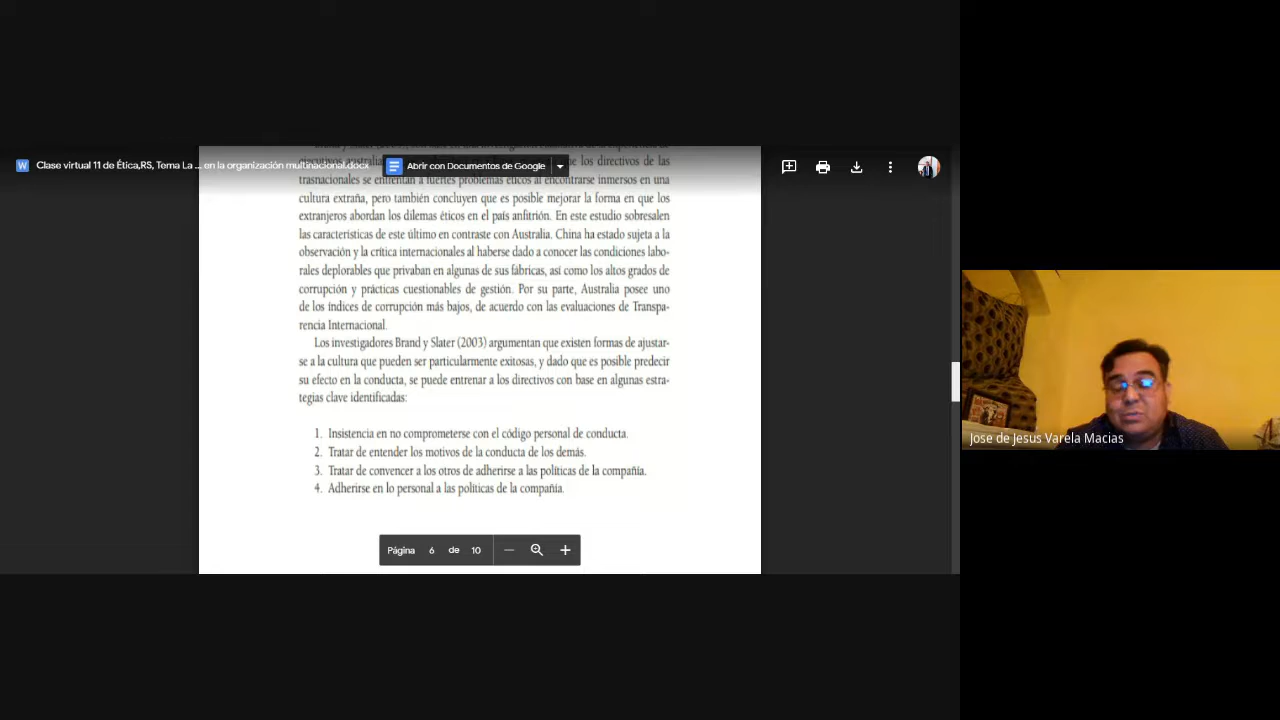 Clase virtual 11 de Ética,RS, Tema La ... en la organización multinacional.docx
Abrir con Documentos de Google
los directivos de las
trasnacionales se enfrentan a fuertes problemas éticos al encontrarse inmersos en una
cultura extraña, pero también concluyen que es posible mejorar la forma en que los
extranjeros abordan los dilemas éticos en el país anfitrión. En este estudio sobresalen
las características de este último en contraste con Australia. China ha estado sujeta a la
observación y la crítica internacionales al haberse dado a conocer las condiciones labo-
rales deplorables que privaban en algunas de sus fábricas, así como los altos grados de
corrupción y prácticas cuestionables de gestión. Por su parte, Australia posee uno
de los índices de corrupción más bajos, de acuerdo con las evaluaciones de Transpa-
rencia Internacional.
Los investigadores Brand y Slater (2003) argumentan que existen formas de ajustar-
se a la cultura que pueden ser particularmente exitosas, y dado que es posible predecir
su efecto en la conducta, se puede entrenar a los directivos con base en algunas estra-
tegias clave identificadas:
1. Insistencia en no comprometerse con el código personal de conducta.
2. Tratar de entender los motivos de la conducta de los demás.
3. Tratar de convencer a los otros de adherirse a las políticas de la compañía.
4. Adherirse en lo personal a las políticas de la compañía.
Página 6 de 10
Jose de Jesus Varela Macias